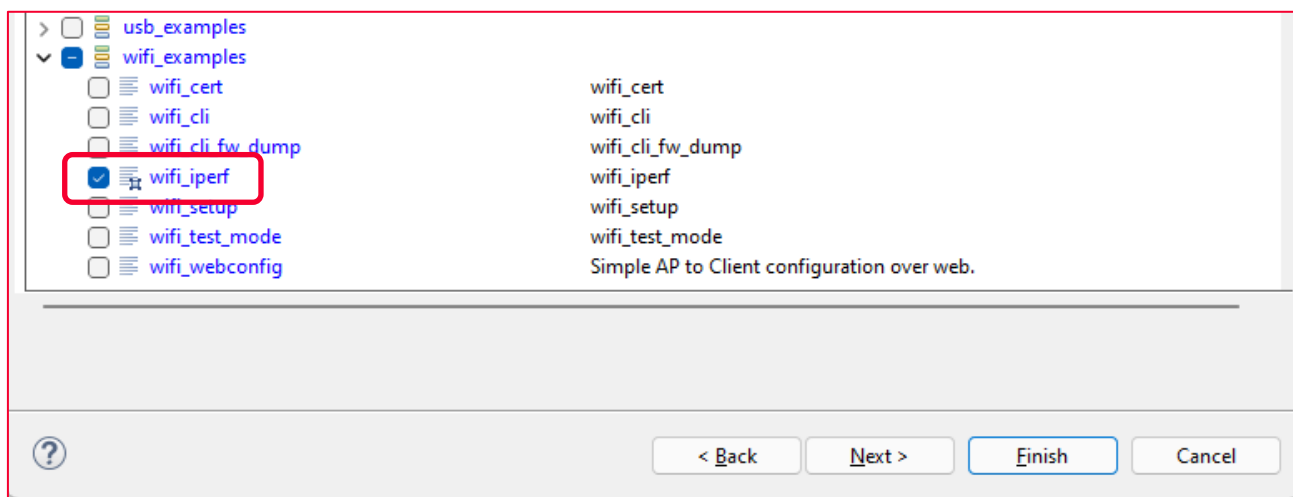 usb_examples
wifi_examples
wifi_cert wifi_cert
wifi_cli wifi_cli
wifi_cli_fw_dump wifi_cli_fw_dump
wifi_iperf wifi_iperf
wifi_setup wifi_setup
wifi_test_mode wifi_test_mode
wifi_webconfig Simple AP to Client configuration over web.
? < Back Next > Finish Cancel